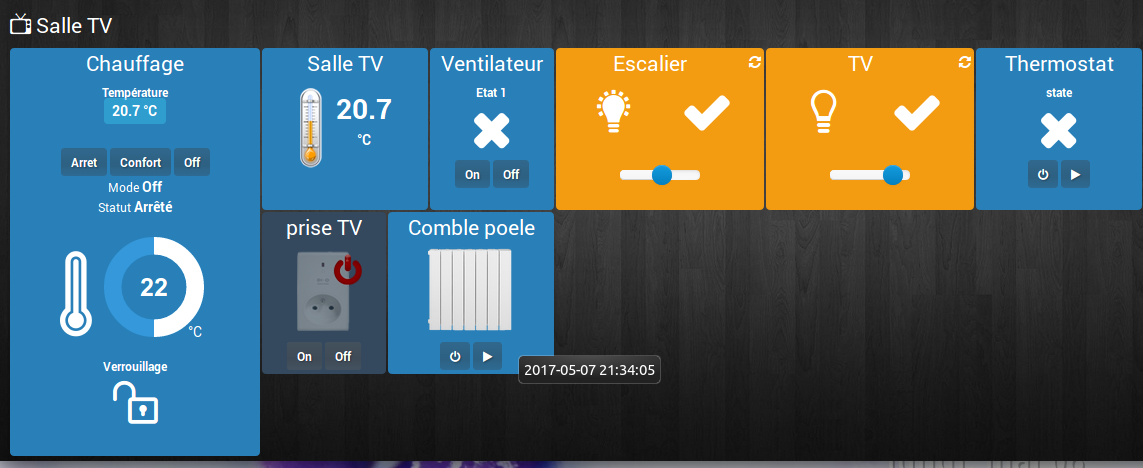 Salle TV
Chauffage
Température
20.7 °C
Arret Confort Off
Mode Off
Statut Arrêté
22
°C
Verrouillage
Salle TV
20.7
°C
Ventilateur
Etat 1
On Off
Escalier
TV
Thermostat
state
prise TV
On Off
Comble poele
2017-05-07 21:34:05